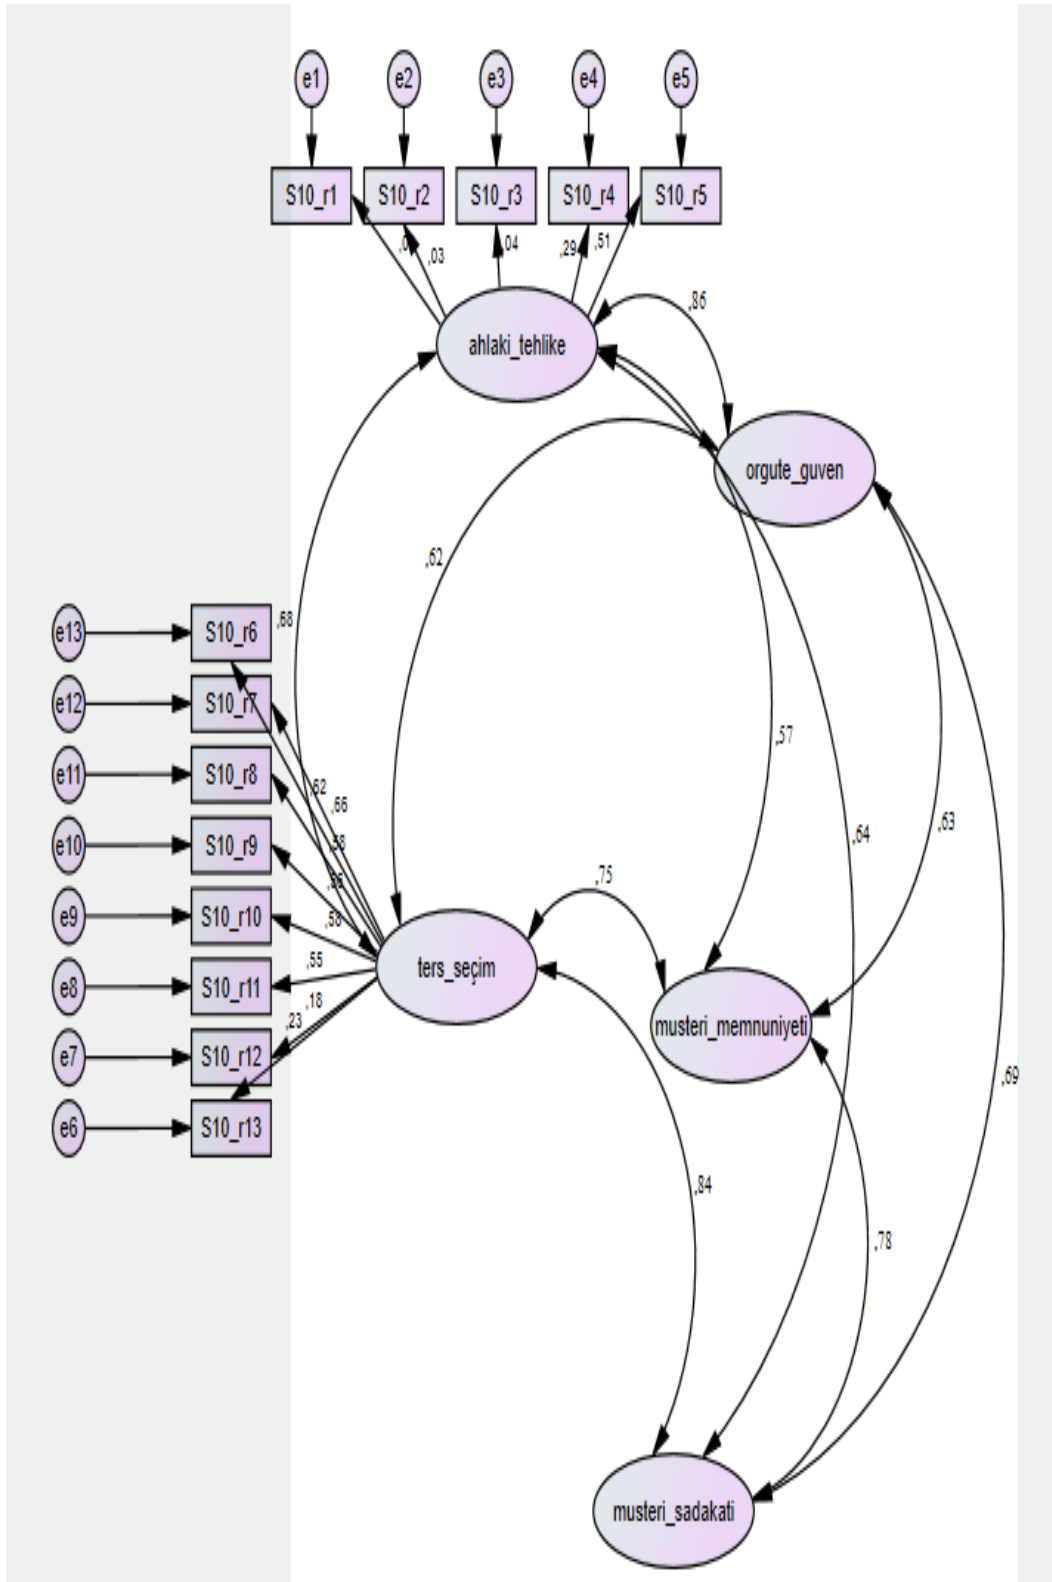 e1 e2 e3 e4 e5
S10_r1 S10_r2 S10_r3 S10_r4 S10_r5
,03 ,04 ,29 ,51
ahlaki_tehlike
,86
orgute_guven
,62
,68
e13 S10_r6
e12 S10_r7
e11 S10_r8
e10 S10_r9
e9 S10_r10
e8 S10_r11
e7 S10_r12
e6 S10_r13
,62
,66
,58
,58
,55
,18
,23
,57
,64
,63
,75
ters_seçim
musteri_memnuniyeti
,69
,84
,78
musteri_sadakati